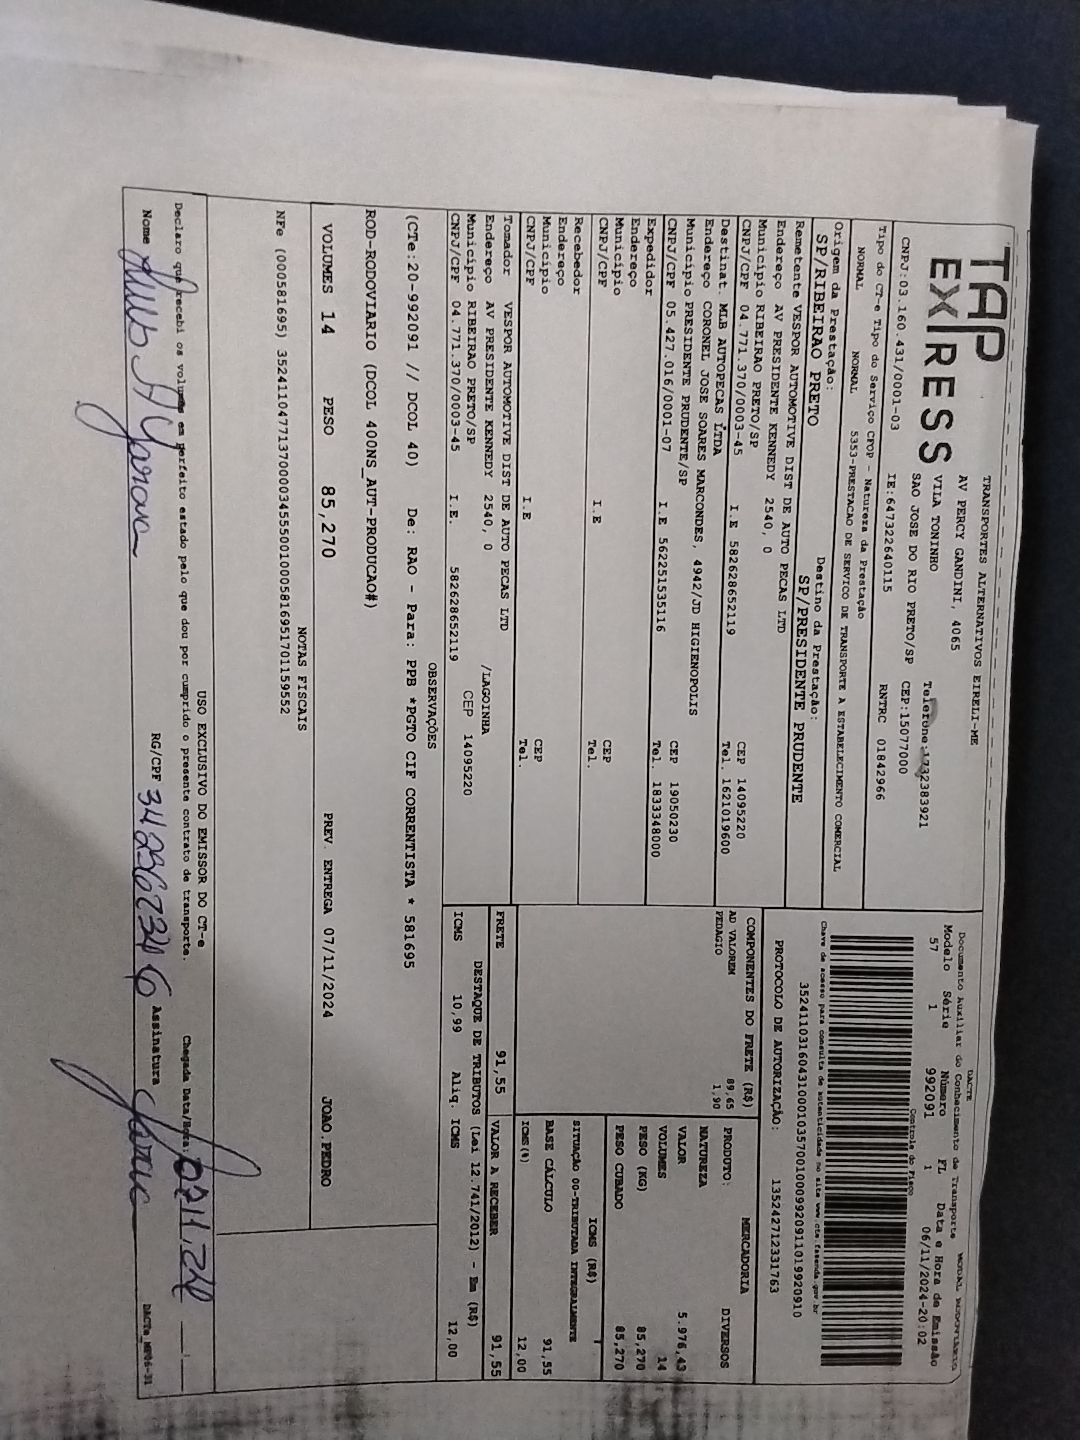 TAP
EXPRESS
TRANSPORTES ALTERNATIVOS EIRELI-ME
AV PERCY GANDINI, 4065
VILA TONINHO Telefone:1732383921
SAO JOSE DO RIO PRETO/SP CEP:15077000
CNPJ:03.160.431/0001-03 IE:647322640115 RNTRC 01842966
Tipo do CT-e Tipo do Serviço CFOP - Natureza da Prestação
NORMAL NORMAL 5353-PRESTACAO DE SERVICO DE TRANSPORTE A ESTABELECIMENTO COMERCIAL
Origem da Prestação: Destino da Prestação:
SP/RIBEIRAO PRETO SP/PRESIDENTE PRUDENTE
Remetente VESPOR AUTOMOTIVE DIST DE AUTO PECAS LTD
Endereço AV PRESIDENTE KENNEDY 2540, 0
Município RIBEIRAO PRETO/SP CEP 14095220
CNPJ/CPF 04.771.370/0003-45 I.E 582628652119 Tel. 1621019600
Destinat: MLB AUTOPECAS LTDA
Endereço CORONEL JOSE SOARES MARCONDES, 4942/JD HIGIENOPOLIS
Município PRESIDENTE PRUDENTE/SP CEP 19050230
CNPJ/CPF 05.427.016/0001-07 I.E 562251535116 Tel. 1833348000
Expedidor
Endereço
Município CEP
CNPJ/CPF I.E Tel.
Recebedor
Endereço
Município CEP
CNPJ/CPF I.E Tel.
Tomador VESPOR AUTOMOTIVE DIST DE AUTO PECAS LTD
Endereço AV PRESIDENTE KENNEDY 2540, 0 /LAGOINHA
Município RIBEIRAO PRETO/SP CEP 14095220
CNPJ/CPF 04.771.370/0003-45 I.E. 582628652119
DACTE
Documento Auxiliar do Conhecimento de Transporte MODAL RODOVIÁRIO
Modelo Série Número FL Data e Hora de Emissão
57 1 992091 1 06/11/2024-20:02
Controle do Fisco
Chave de acesso para consulta de autenticidade no site www.cte.fazenda.gov.br
35241103160431000103570010009920911019920910
PROTOCOLO DE AUTORIZAÇÃO: 135242712331763
COMPONENTES DO FRETE (R$)
AD VALOREM 89,65
PEDAGIO 1,90
MERCADORIA
PRODUTO: DIVERSOS
NATUREZA
VALOR 5.976,43
VOLUMES 14
PESO (KG) 85,270
PESO CUBADO 85,270
ICMS (R$)
SITUAÇÃO 00-TRIBUTADA INTEGRALMENTE
BASE CÁLCULO 91,55
ICMS(%) 12,00
FRETE 91,55 VALOR A RECEBER 91,55
DESTAQUE DE TRIBUTOS (Lei 12.741/2012) - Em (R$)
ICMS 10,99 Aliq. ICMS 12,00
OBSERVAÇÕES
(CTe:20-992091 // DCOL 40) De: RAO - Para: PPB *PGTO CIF CORRENTISTA * 581695
ROD-RODOVIARIO (DCOL 400NS_AUT-PRODUCAO#)
VOLUMES 14 PESO 85,270 PREV. ENTREGA 07/11/2024 JOAO.PEDRO
NOTAS FISCAIS
NFe (000581695) 35241104771370000345550010005816951701159552
USO EXCLUSIVO DO EMISSOR DO CT-e
Declaro que recebi os volumes em perfeito estado pelo que dou por cumprido o presente contrato de transporte. Chegada Data/Hora:
Nome RG/CPF Assinatura
DACTe_MP06-31